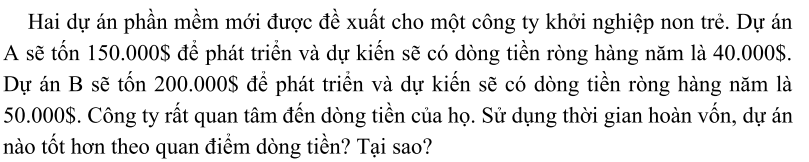 Hai dự án phần mềm mới được đề xuất cho một công ty khởi nghiệp non trẻ. Dự án
A sẽ tốn 150.000$ để phát triển và dự kiến sẽ có dòng tiền ròng hàng năm là 40.000$.
Dự án B sẽ tốn 200.000$ để phát triển và dự kiến sẽ có dòng tiền ròng hàng năm là
50.000$. Công ty rất quan tâm đến dòng tiền của họ. Sử dụng thời gian hoàn vốn, dự án
nào tốt hơn theo quan điểm dòng tiền? Tại sao?